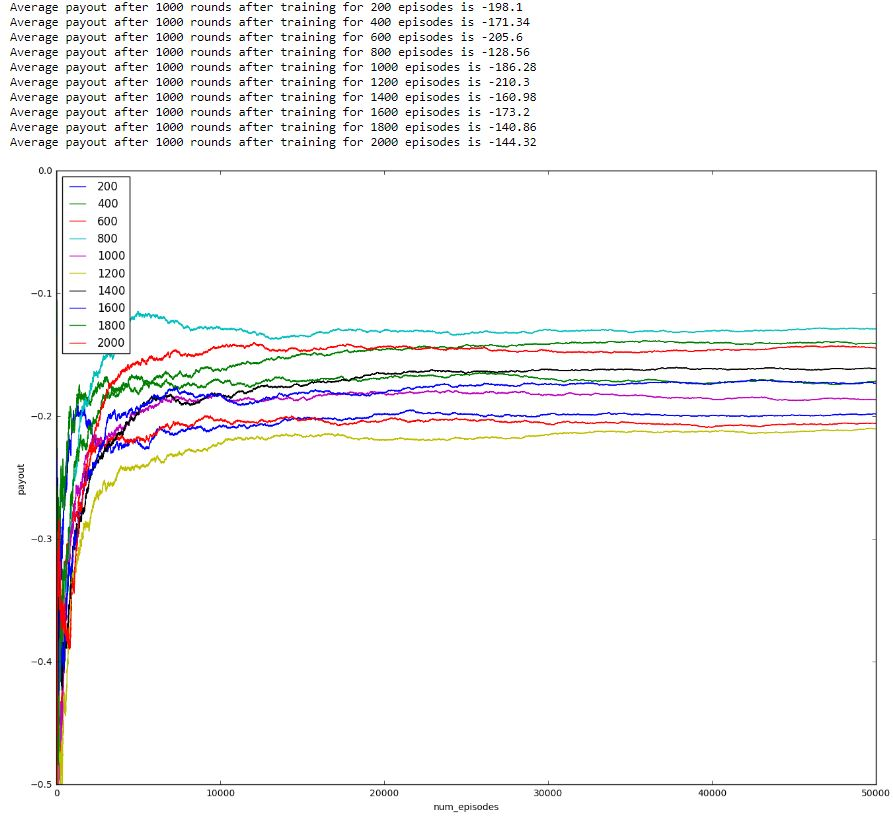 Average payout after 1000 rounds after training for 200 episodes is -198.1
Average payout after 1000 rounds after training for 400 episodes is -171.34
Average payout after 1000 rounds after training for 600 episodes is -205.6
Average payout after 1000 rounds after training for 800 episodes is -128.56
Average payout after 1000 rounds after training for 1000 episodes is -186.28
Average payout after 1000 rounds after training for 1200 episodes is -210.3
Average payout after 1000 rounds after training for 1400 episodes is -160.98
Average payout after 1000 rounds after training for 1600 episodes is -173.2
Average payout after 1000 rounds after training for 1800 episodes is -140.86
Average payout after 1000 rounds after training for 2000 episodes is -144.32
0.0
200
400
600
800
1000
1200
1400
1600
1800
2000
−0.1
−0.2
payout
−0.3
−0.4
−0.5
0 10000 20000 30000 40000 50000
num_episodes